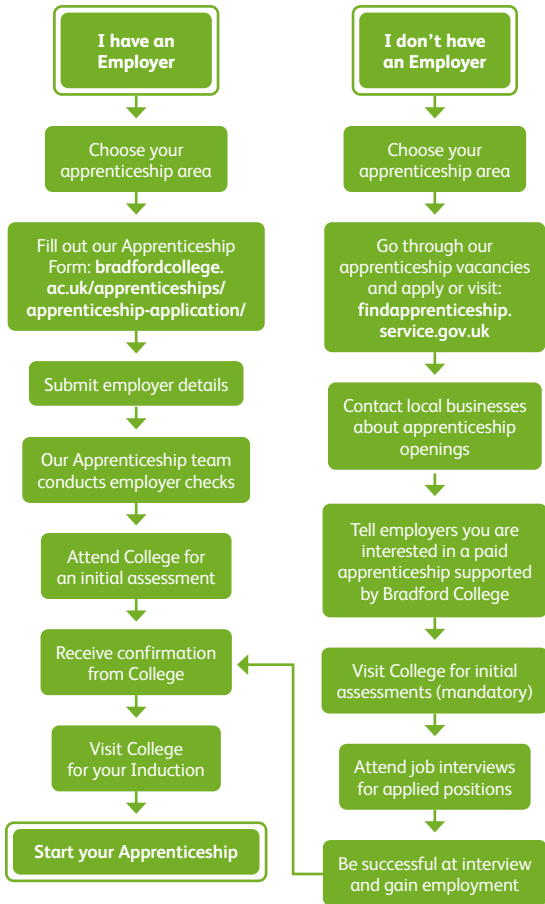 I have an
Employer
Choose your
apprenticeship area
Fill out our Apprenticeship
Form: bradfordcollege.
ac.uk/apprenticeships/
apprenticeship-application/
Submit employer details
Our Apprenticeship team
conducts employer checks
Attend College for
an initial assessment
Receive confirmation
from College
Visit College
for your Induction
Start your Apprenticeship
I don’t have
an Employer
Choose your
apprenticeship area
Go through our
apprenticeship vacancies
and apply or visit:
findapprenticeship.
service.gov.uk
Contact local businesses
about apprenticeship
openings
Tell employers you are
interested in a paid
apprenticeship supported
by Bradford College
Visit College for initial
assessments (mandatory)
Attend job interviews
for applied positions
Be successful at interview
and gain employment